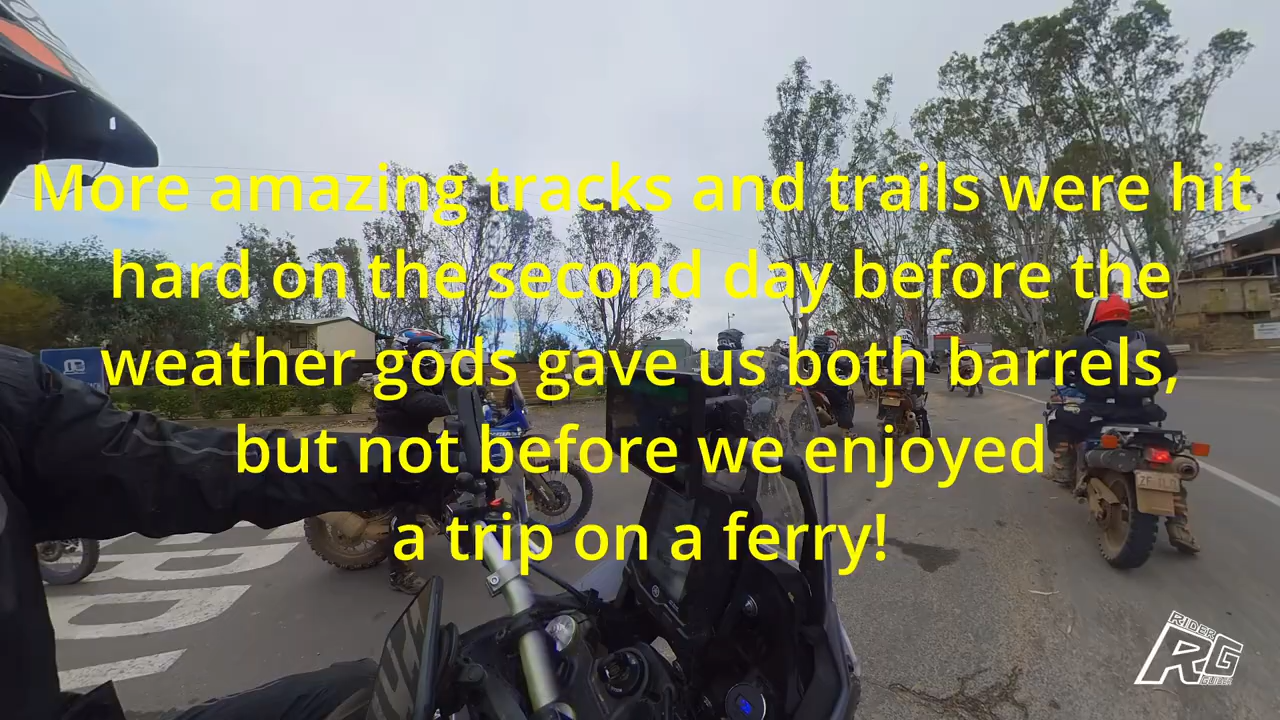 More amazing tracks and trails were hit
hard on the second day before the
weather gods gave us both barrels,
but not before we enjoyed
a trip on a ferry!
RIDER
RG
GUIDER